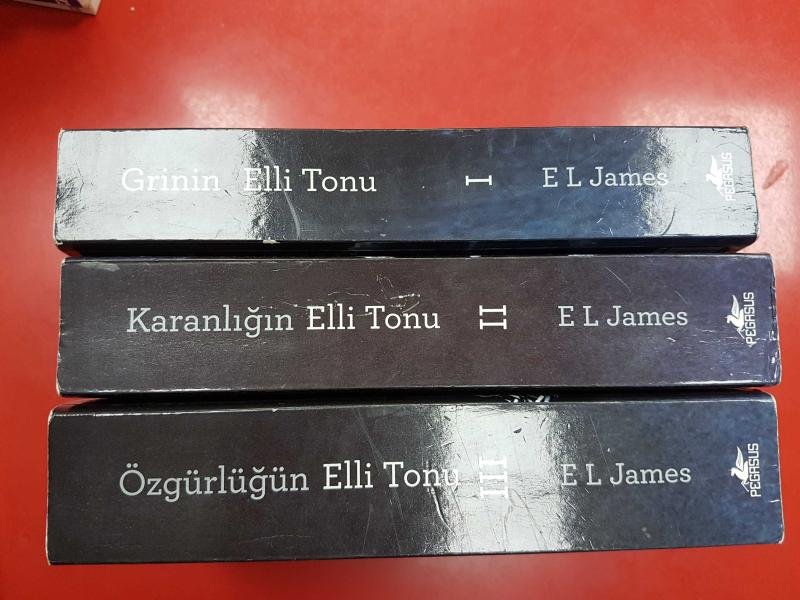 Grinin Elli Tonu I E L James PEGASUS
Karanlığın Elli Tonu II E L James PEGASUS
Özgürlüğün Elli Tonu III E L James PEGASUS